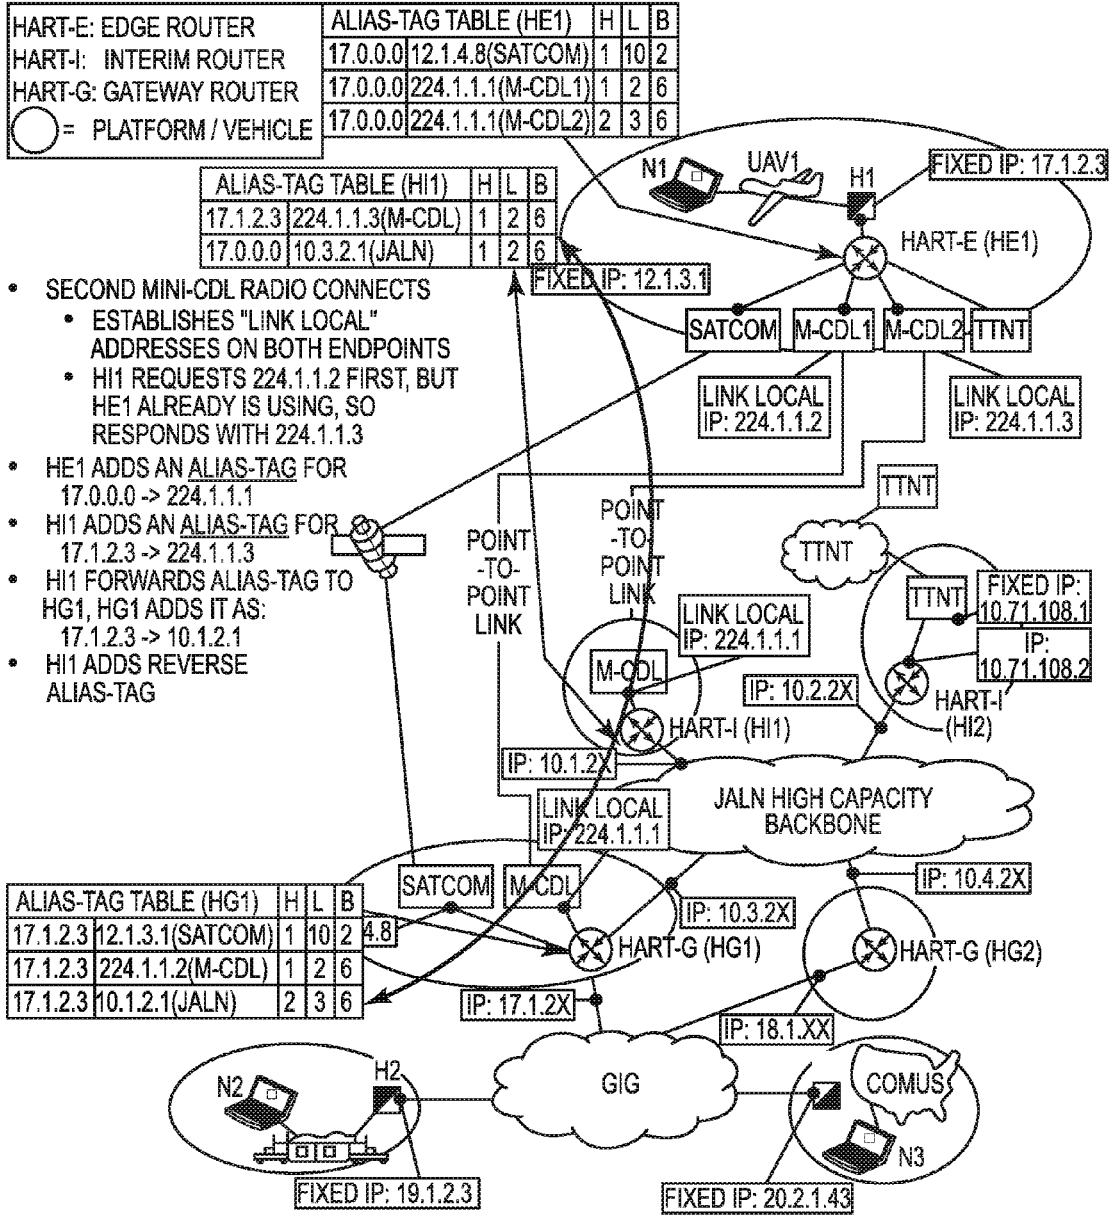 HART-E: EDGE ROUTER
HART-I: INTERIM ROUTER
HART-G: GATEWAY ROUTER
= PLATFORM / VEHICLE
ALIAS-TAG TABLE (HE1) H L B
17.0.0.0 12.1.4.8(SATCOM) 1 10 2
17.0.0.0 224.1.1.1(M-CDL1) 1 2 6
17.0.0.0 224.1.1.1(M-CDL2) 2 3 6
ALIAS-TAG TABLE (HI1) H L B
17.1.2.3 224.1.1.3(M-CDL) 1 2 6
17.0.0.0 10.3.2.1(JALN) 1 2 6
N1
UAV1
H1
FIXED IP: 17.1.2.3
HART-E (HE1)
FIXED IP: 12.1.3.1
SATCOM
M-CDL1
M-CDL2
TTNT
LINK LOCAL
IP: 224.1.1.2
LINK LOCAL
IP: 224.1.1.3
• SECOND MINI-CDL RADIO CONNECTS
• ESTABLISHES "LINK LOCAL"
ADDRESSES ON BOTH ENDPOINTS
• HI1 REQUESTS 224.1.1.2 FIRST, BUT
HE1 ALREADY IS USING, SO
RESPONDS WITH 224.1.1.3
• HE1 ADDS AN ALIAS-TAG FOR
17.0.0.0 -> 224.1.1.1
• HI1 ADDS AN ALIAS-TAG FOR
17.1.2.3 -> 224.1.1.3
• HI1 FORWARDS ALIAS-TAG TO
HG1, HG1 ADDS IT AS:
17.1.2.3 -> 10.1.2.1
• HI1 ADDS REVERSE
ALIAS-TAG
POINT
-TO-
POINT
LINK
POINT
-TO-
POINT
LINK
TTNT
TTNT
TTNT
FIXED IP:
10.71.108.1
IP:
10.71.108.2
LINK LOCAL
IP: 224.1.1.1
M-CDL
HART-I (HI1)
IP: 10.2.2X
HART-I
(HI2)
IP: 10.1.2X
JALN HIGH CAPACITY
BACKBONE
LINK LOCAL
IP: 224.1.1.1
SATCOM
M-CDL
IP: 10.4.2X
IP: 10.3.2X
ALIAS-TAG TABLE (HG1) H L B
17.1.2.3 12.1.3.1(SATCOM) 1 10 2
17.1.2.3 224.1.1.2(M-CDL) 1 2 6
17.1.2.3 10.1.2.1(JALN) 2 3 6
4.8
HART-G (HG1)
HART-G (HG2)
IP: 17.1.2X
IP: 18.1.XX
GIG
N2
H2
FIXED IP: 19.1.2.3
COMUS
N3
FIXED IP: 20.2.1.43